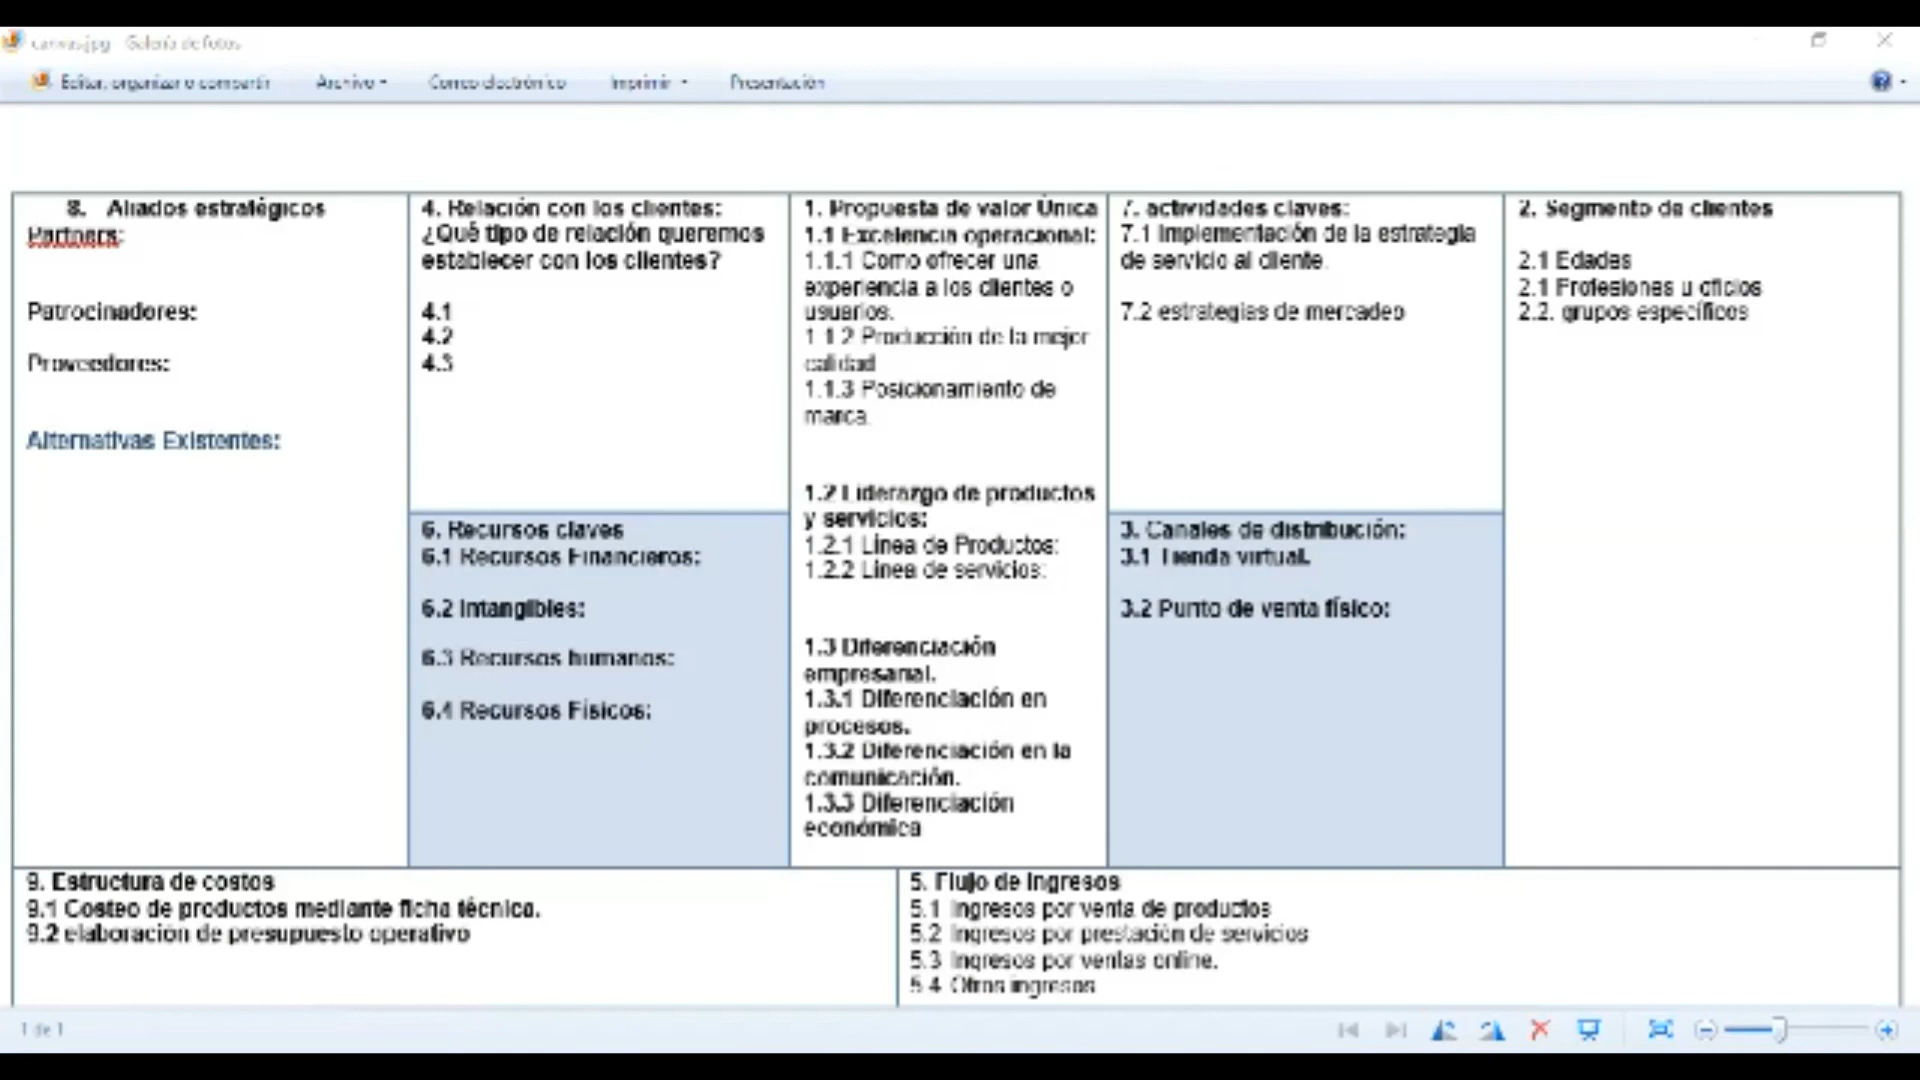 canvas.jpg - Galería de fotos
Editar, organizar o compartir Archivo Correo electrónico Imprimir Presentación
8. Aliados estratégicos
Partners:
Patrocinadores:
Proveedores:
Alternativas Existentes:
4. Relación con los clientes:
¿Qué tipo de relación queremos
establecer con los clientes?
4.1
4.2
4.3
6. Recursos claves
6.1 Recursos Financieros:
6.2 Intangibles:
6.3 Recursos humanos:
6.4 Recursos Físicos:
1. Propuesta de valor Única
1.1 Excelencia operacional:
1.1.1 Como ofrecer una
experiencia a los clientes o
usuarios.
1.1.2 Producción de la mejor
calidad
1.1.3 Posicionamiento de
marca.
1.2 Liderazgo de productos
y servicios:
1.2.1 Línea de Productos:
1.2.2 Línea de servicios:
1.3 Diferenciación
empresarial.
1.3.1 Diferenciación en
procesos.
1.3.2 Diferenciación en la
comunicación.
1.3.3 Diferenciación
económica
7. actividades claves:
7.1 Implementación de la estrategia
de servicio al cliente.
7.2 estrategias de mercadeo
3. Canales de distribución:
3.1 Tienda virtual.
3.2 Punto de venta físico:
2. Segmento de clientes
2.1 Edades
2.1 Profesiones u oficios
2.2. grupos específicos
9. Estructura de costos
9.1 Costeo de productos mediante ficha técnica.
9.2 elaboración de presupuesto operativo
5. Flujo de Ingresos
5.1 Ingresos por venta de productos
5.2 Ingresos por prestación de servicios
5.3 Ingresos por ventas online.
5.4 Otros ingresos
1 de 1